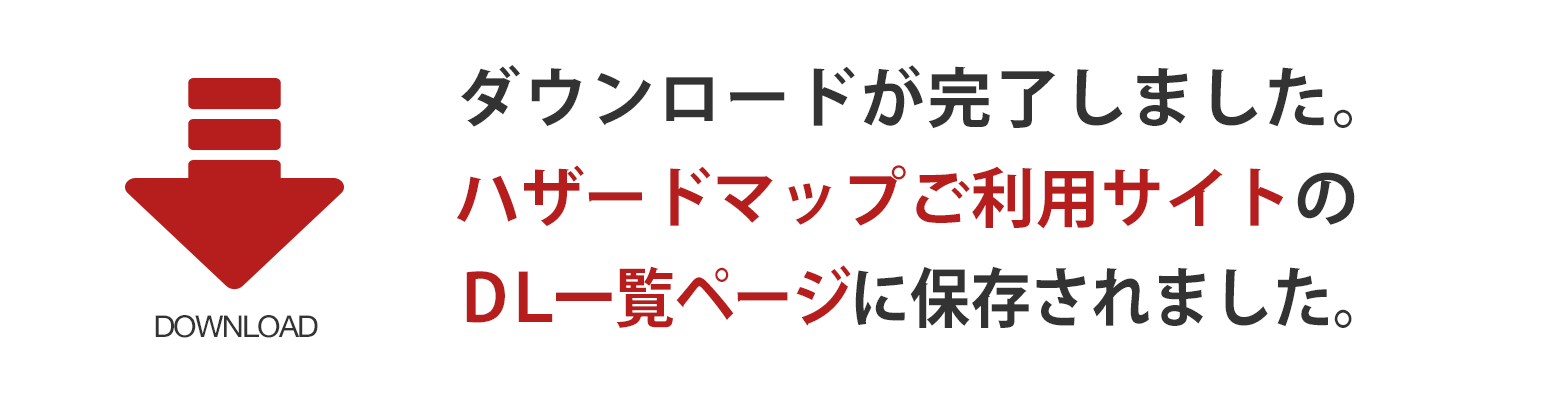 ダウンロードが完了しました。
ハザードマップご利用サイトの
DL一覧ページに保存されました。
DOWNLOAD